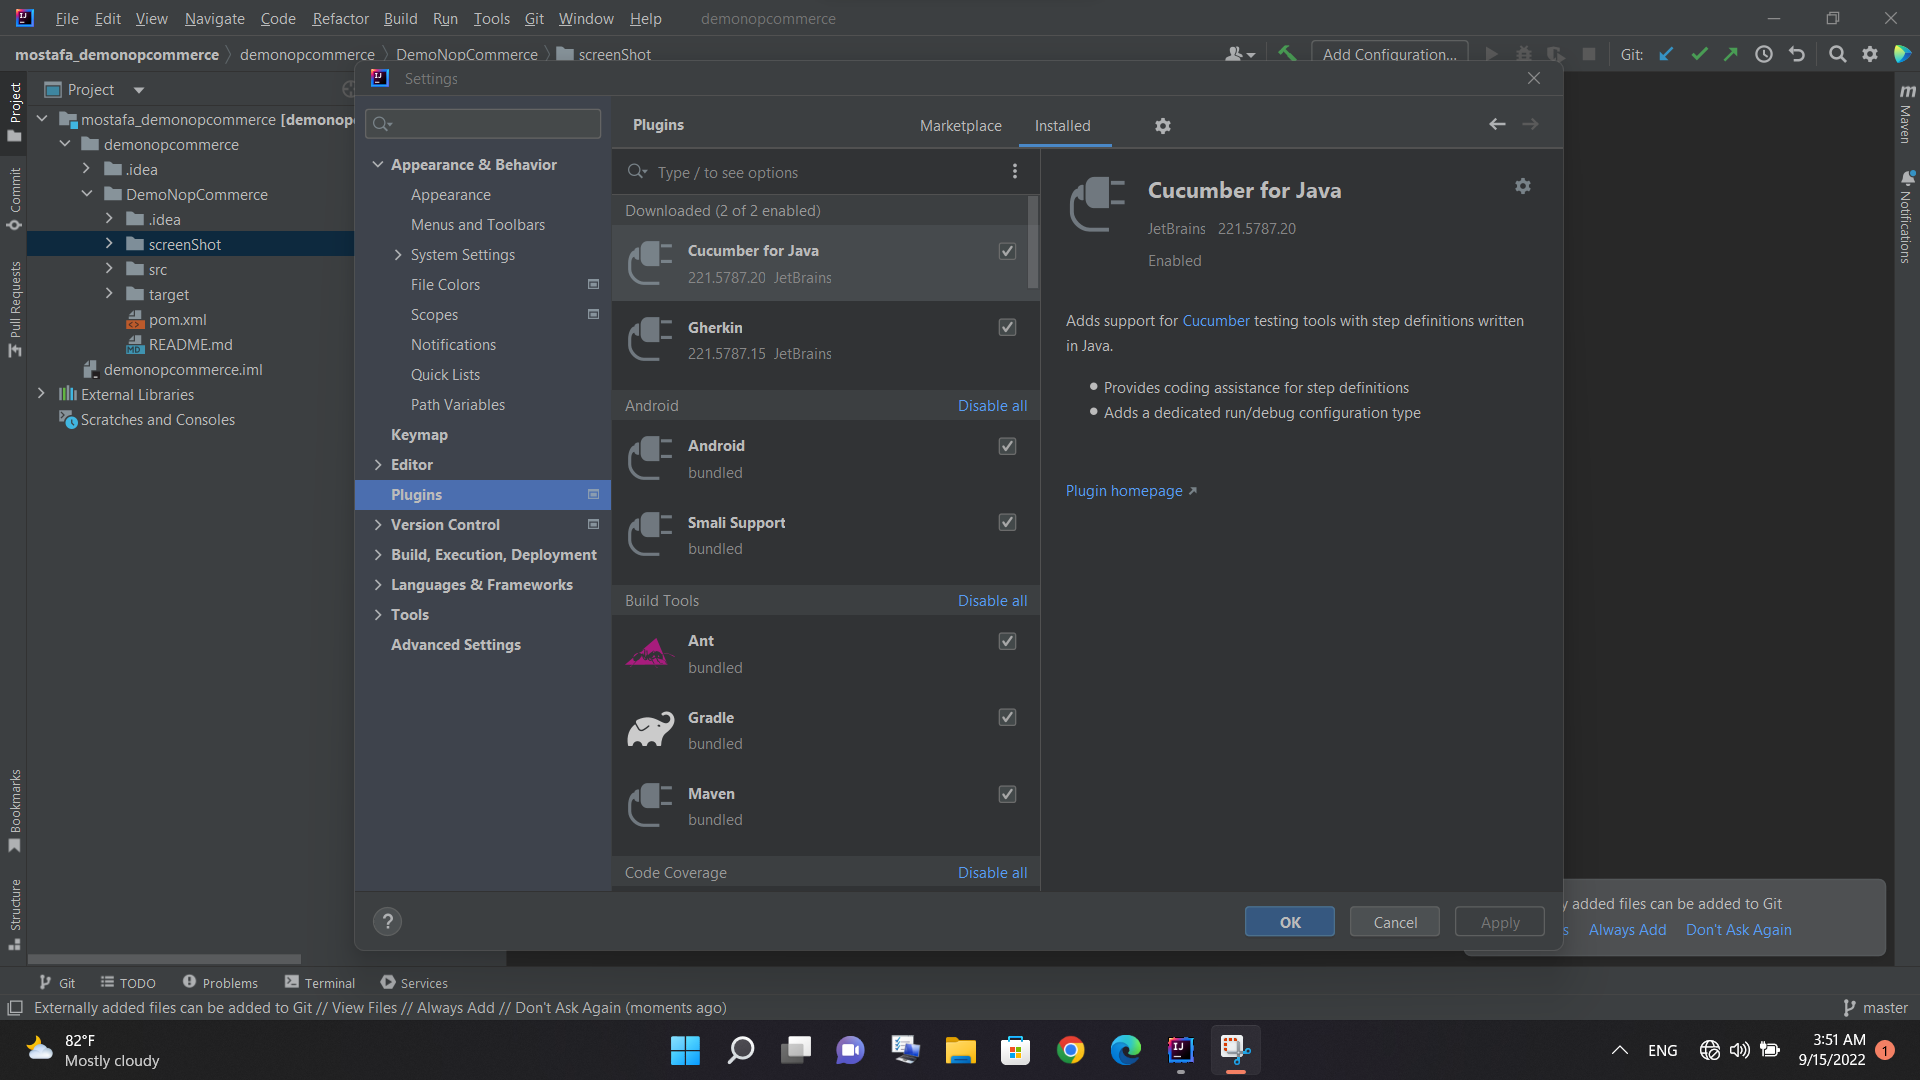 File Edit View Navigate Code Refactor Build Run Tools Git Window Help demonopcommerce
mostafa_demonopcommerce demonopcommerce DemoNopCommerce screenShot Add Configuration... Git:
Project
Commit
Pull Requests
Bookmarks
Structure
Project
mostafa_demonopcommerce [demonop
demonopcommerce
.idea
DemoNopCommerce
.idea
screenShot
src
target
pom.xml
README.md
demonopcommerce.iml
External Libraries
Scratches and Consoles
Settings
Appearance & Behavior
Appearance
Menus and Toolbars
System Settings
File Colors
Scopes
Notifications
Quick Lists
Path Variables
Keymap
Editor
Plugins
Version Control
Build, Execution, Deployment
Languages & Frameworks
Tools
Advanced Settings
Plugins Marketplace Installed
Type / to see options
Downloaded (2 of 2 enabled)
Cucumber for Java
221.5787.20 JetBrains
Gherkin
221.5787.15 JetBrains
Android Disable all
Android
bundled
Smali Support
bundled
Build Tools Disable all
Ant
bundled
Gradle
bundled
Maven
bundled
Code Coverage Disable all
Cucumber for Java
JetBrains 221.5787.20
Enabled
Adds support for Cucumber testing tools with step definitions written
in Java.
Provides coding assistance for step definitions
Adds a dedicated run/debug configuration type
Plugin homepage
? OK Cancel Apply
m Maven
Notifications
y added files can be added to Git
s Always Add Don't Ask Again
Git TODO Problems Terminal Services
Externally added files can be added to Git // View Files // Always Add // Don't Ask Again (moments ago) master
82°F
Mostly cloudy
ENG
3:51 AM
9/15/2022
1